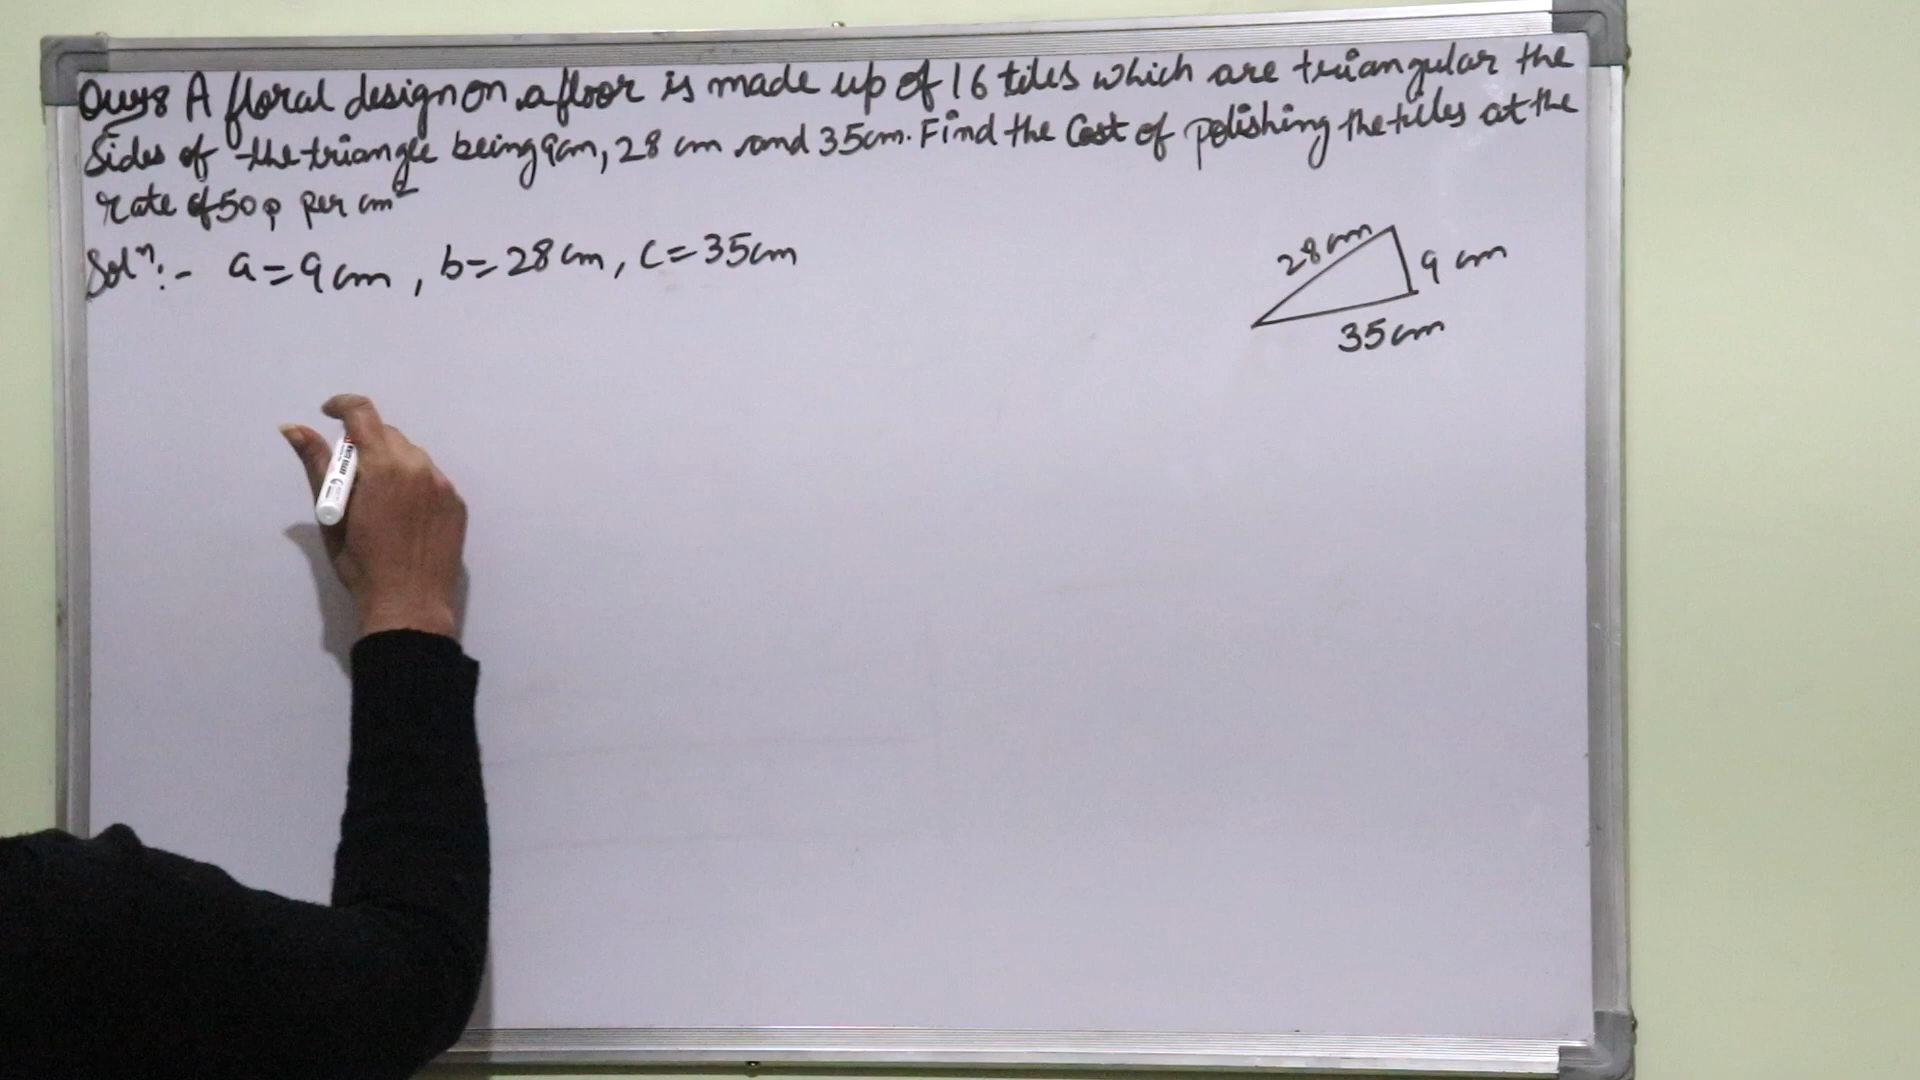 Ques8 A floral design on a floor is made up of 16 tiles which are triangular the
Sides of the triangle being 9cm, 28 cm and 35cm. Find the Cost of polishing the tilles at the
rate of 50p per cm²
Solⁿ:- a=9cm, b=28cm, c=35cm
28cm
9 cm
35cm